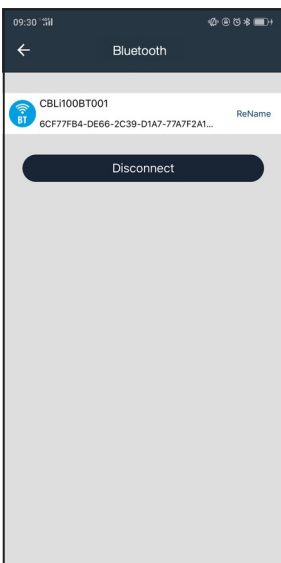 09:30
Bluetooth
CBLi100BT001
BT
6CF77FB4-DE66-2C39-D1A7-77A7F2A1...
ReName
Disconnect